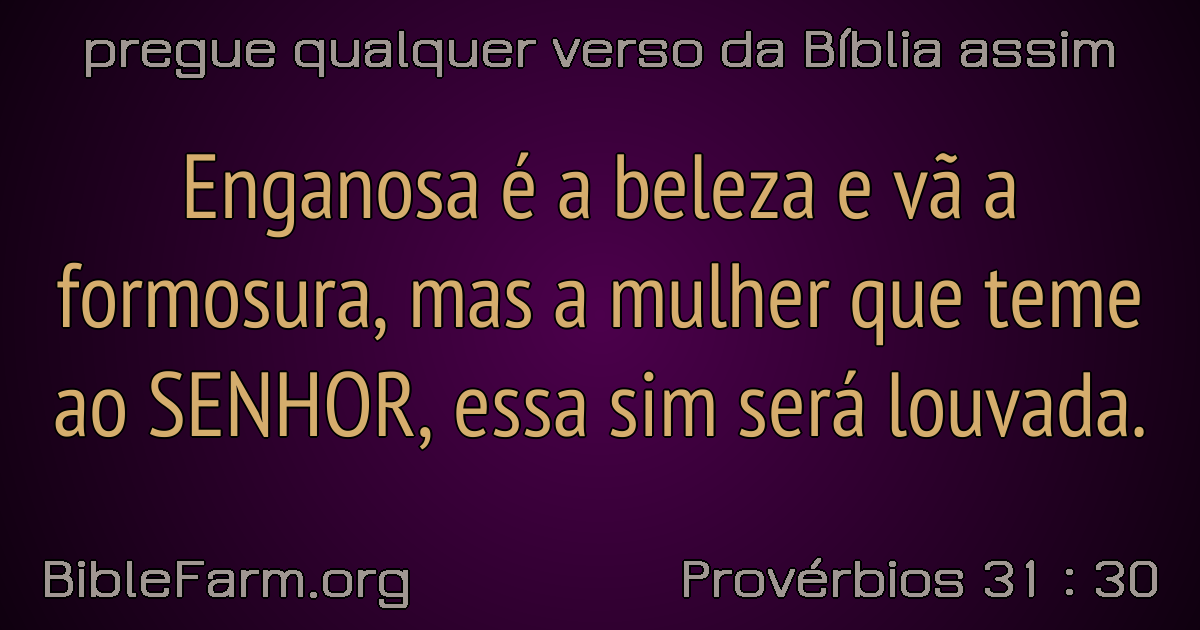 pregue qualquer verso da Bíblia assim
Enganosa é a beleza e vã a
formosura, mas a mulher que teme
ao SENHOR, essa sim será louvada.
BibleFarm.org
Provérbios 31 : 30